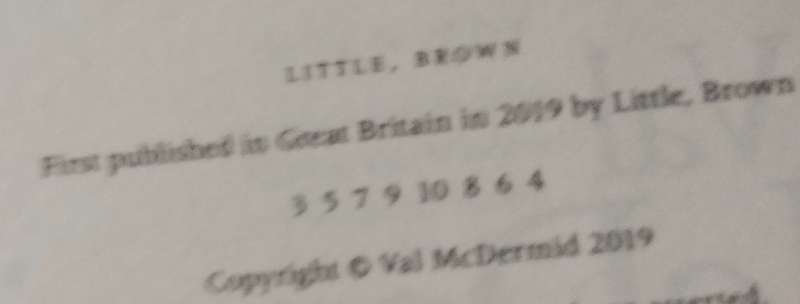 LITTLE, BROWN
First published in Great Britain in 2019 by Little, Brown
3 5 7 9 10 8 6 4
Copyright © Val McDermid 2019